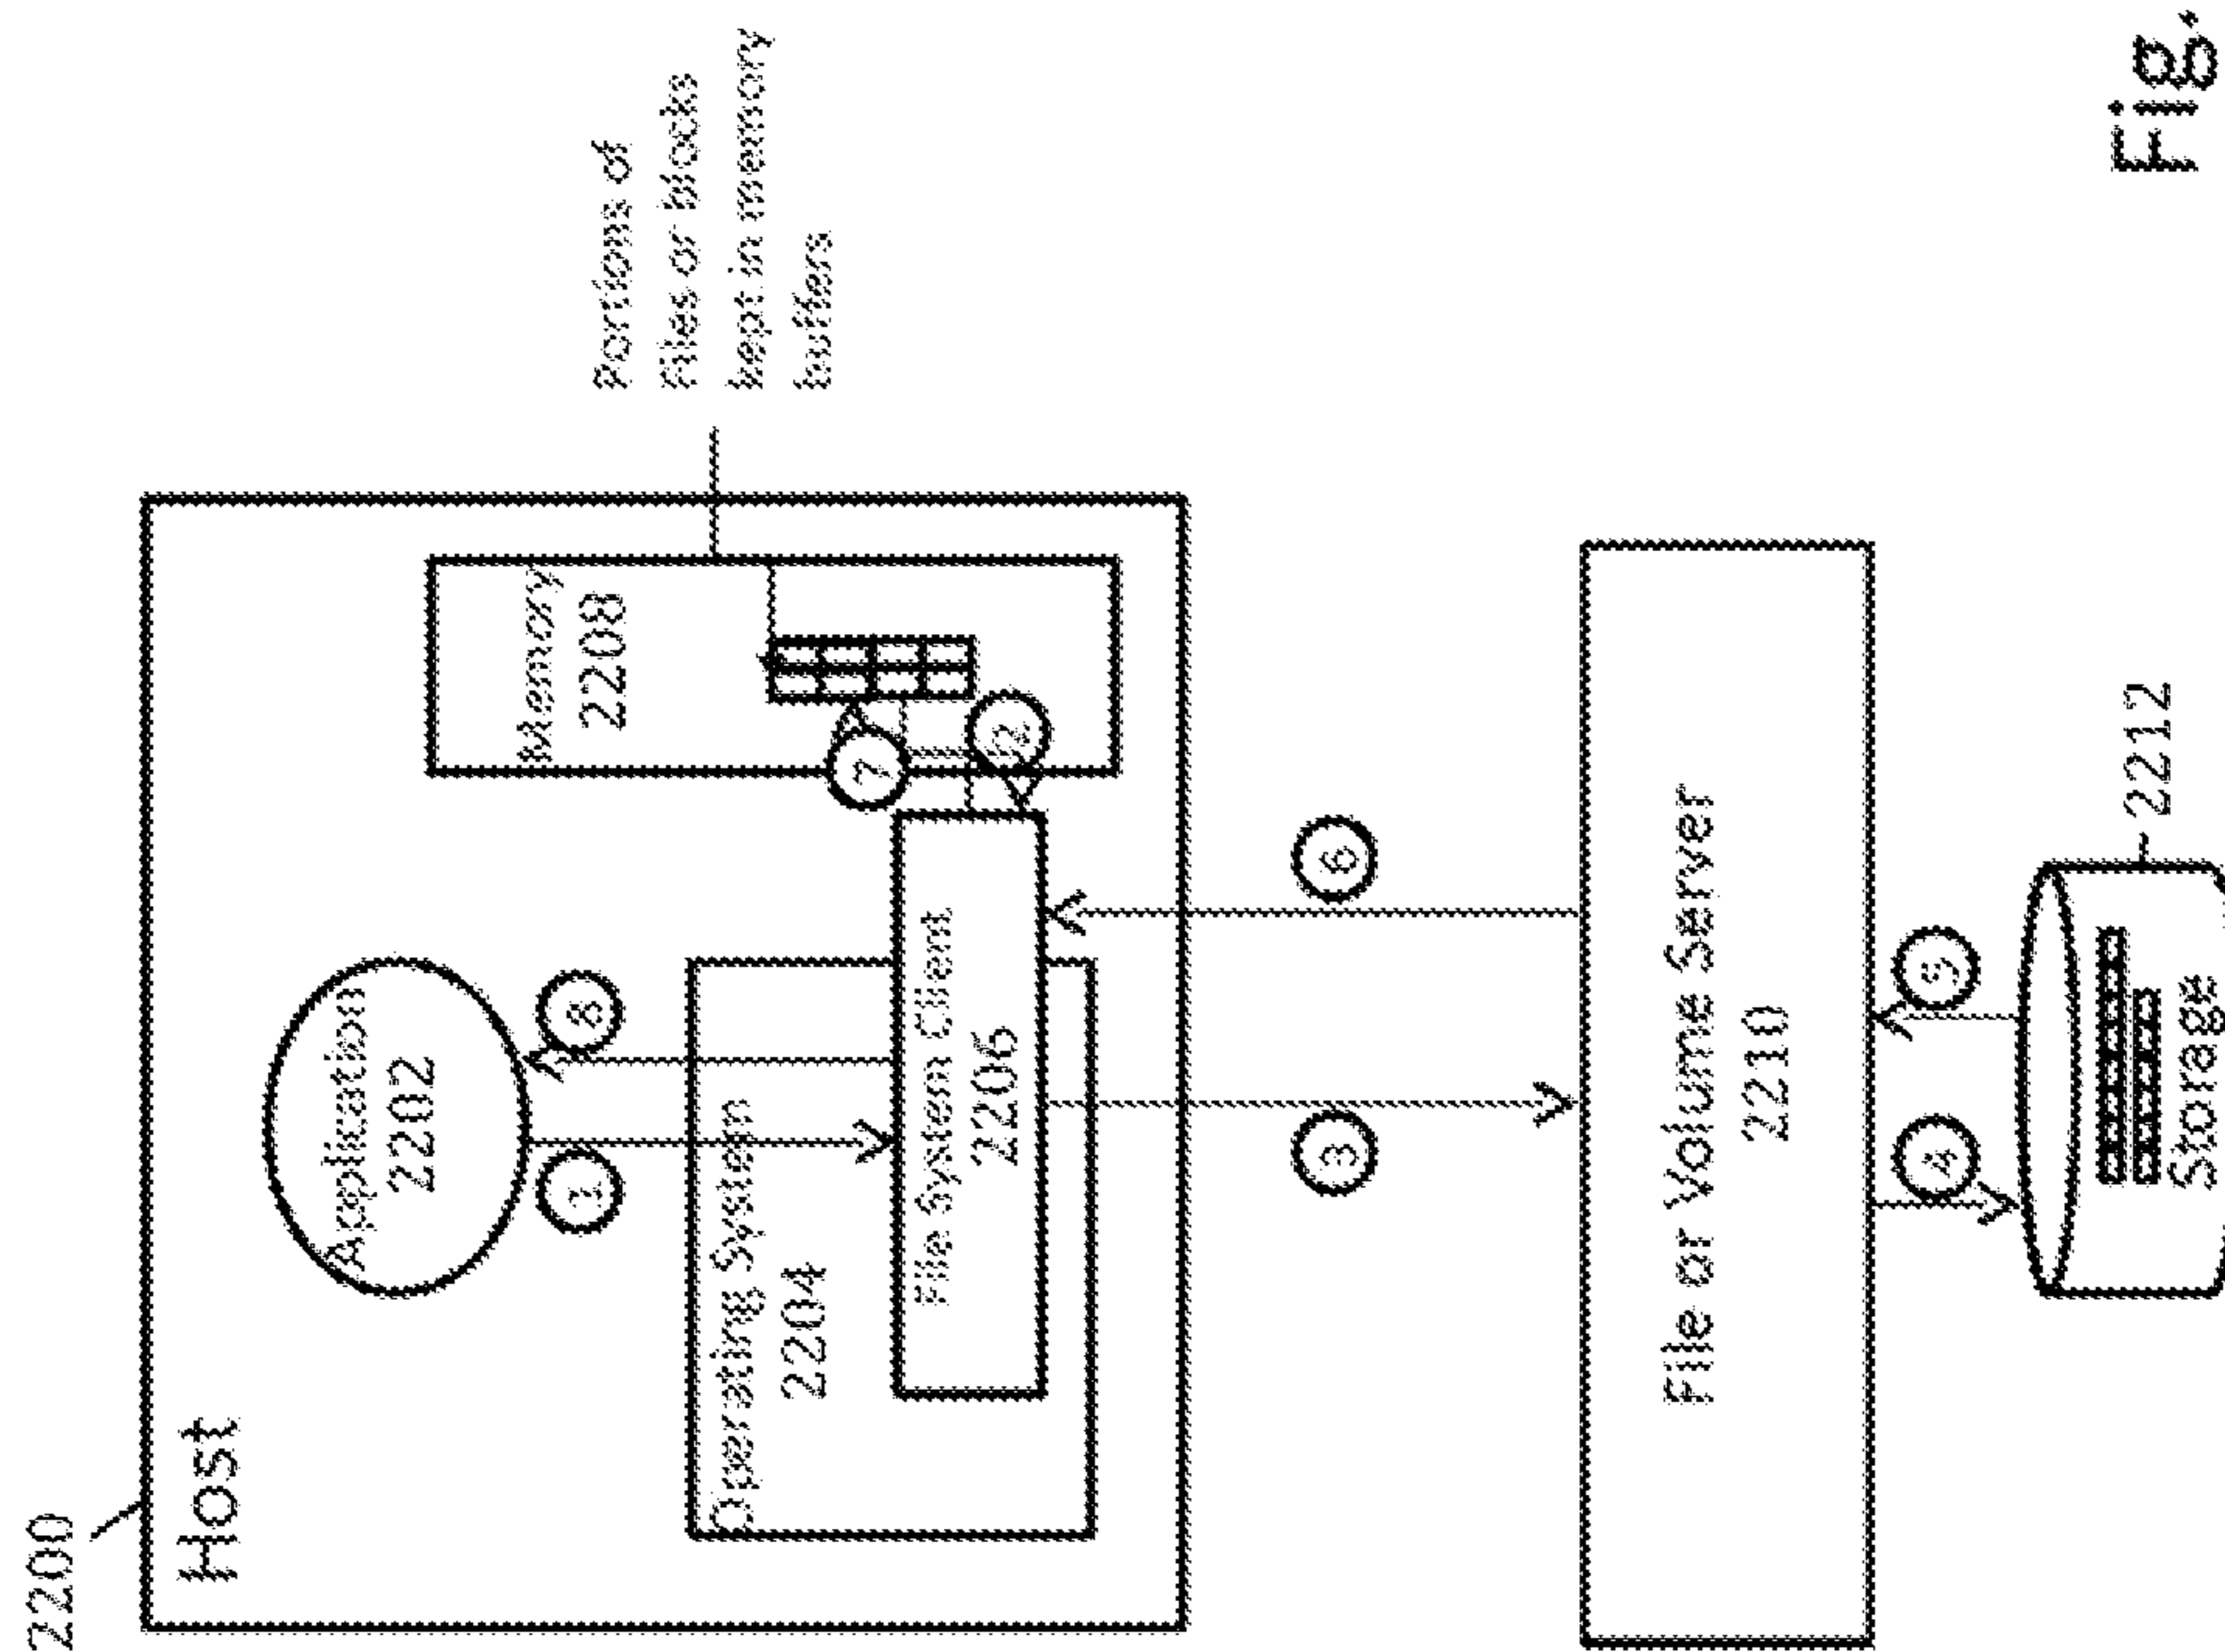 2200
Host
Application
2202
1
8
Operating System
2204
File System Client
2206
Memory
2208
7
2
Portions of
Files or blocks
kept in memory
buffers
3
6
File or Volume Server
2210
4
5
Storage
2212
Fig.